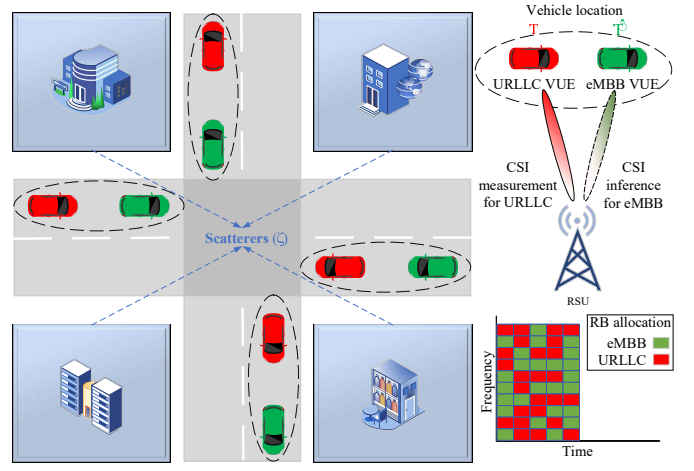 Vehicle location
T
T̂
URLLC VUE
eMBB VUE
CSI
measurement
for URLLC
CSI
inference
for eMBB
Scatterers (ζ)
RSU
RB allocation
eMBB
URLLC
Frequency
Time